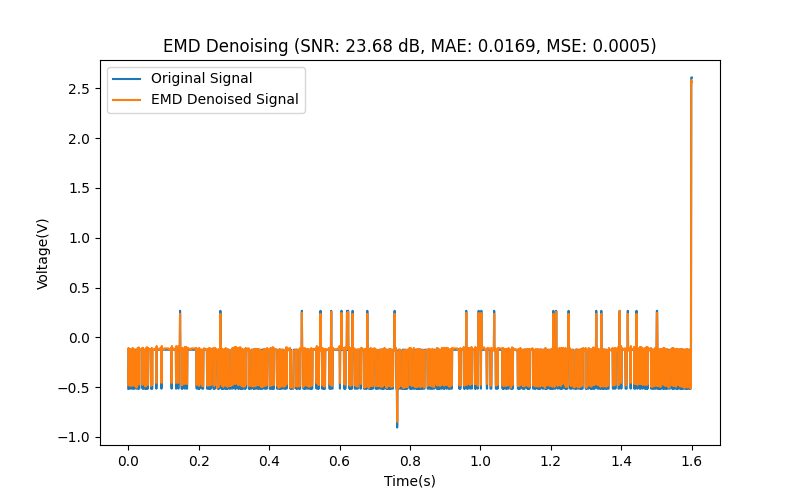 EMD Denoising (SNR: 23.68 dB, MAE: 0.0169, MSE: 0.0005)
Original Signal
EMD Denoised Signal
2.5
2.0
1.5
1.0
0.5
0.0
−0.5
−1.0
Voltage(V)
0.0 0.2 0.4 0.6 0.8 1.0 1.2 1.4 1.6
Time(s)